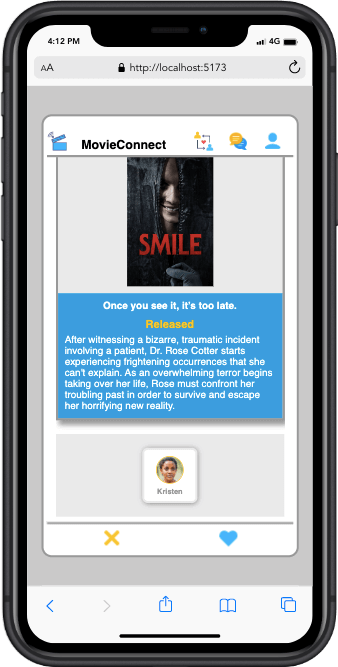 4:12 PM 4G
AA http://localhost:5173
MovieConnect
SMILE
Once you see it, it's too late.
Released
After witnessing a bizarre, traumatic incident
involving a patient, Dr. Rose Cotter starts
experiencing frightening occurrences that she
can't explain. As an overwhelming terror begins
taking over her life, Rose must confront her
troubling past in order to survive and escape
her horrifying new reality.
Kristen